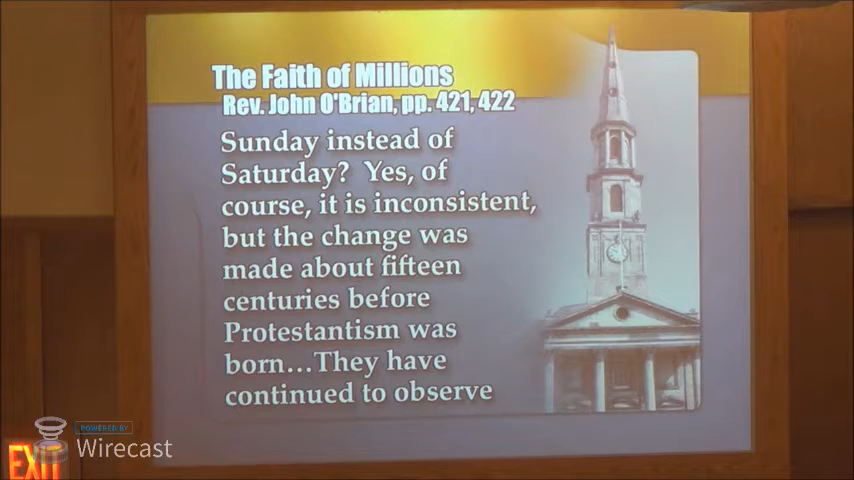 The Faith of Millions
Rev. John O'Brian, pp. 421, 422
Sunday instead of
Saturday? Yes, of
course, it is inconsistent,
but the change was
made about fifteen
centuries before
Protestantism was
born...They have
continued to observe
POWERED BY
Wirecast
EXIT